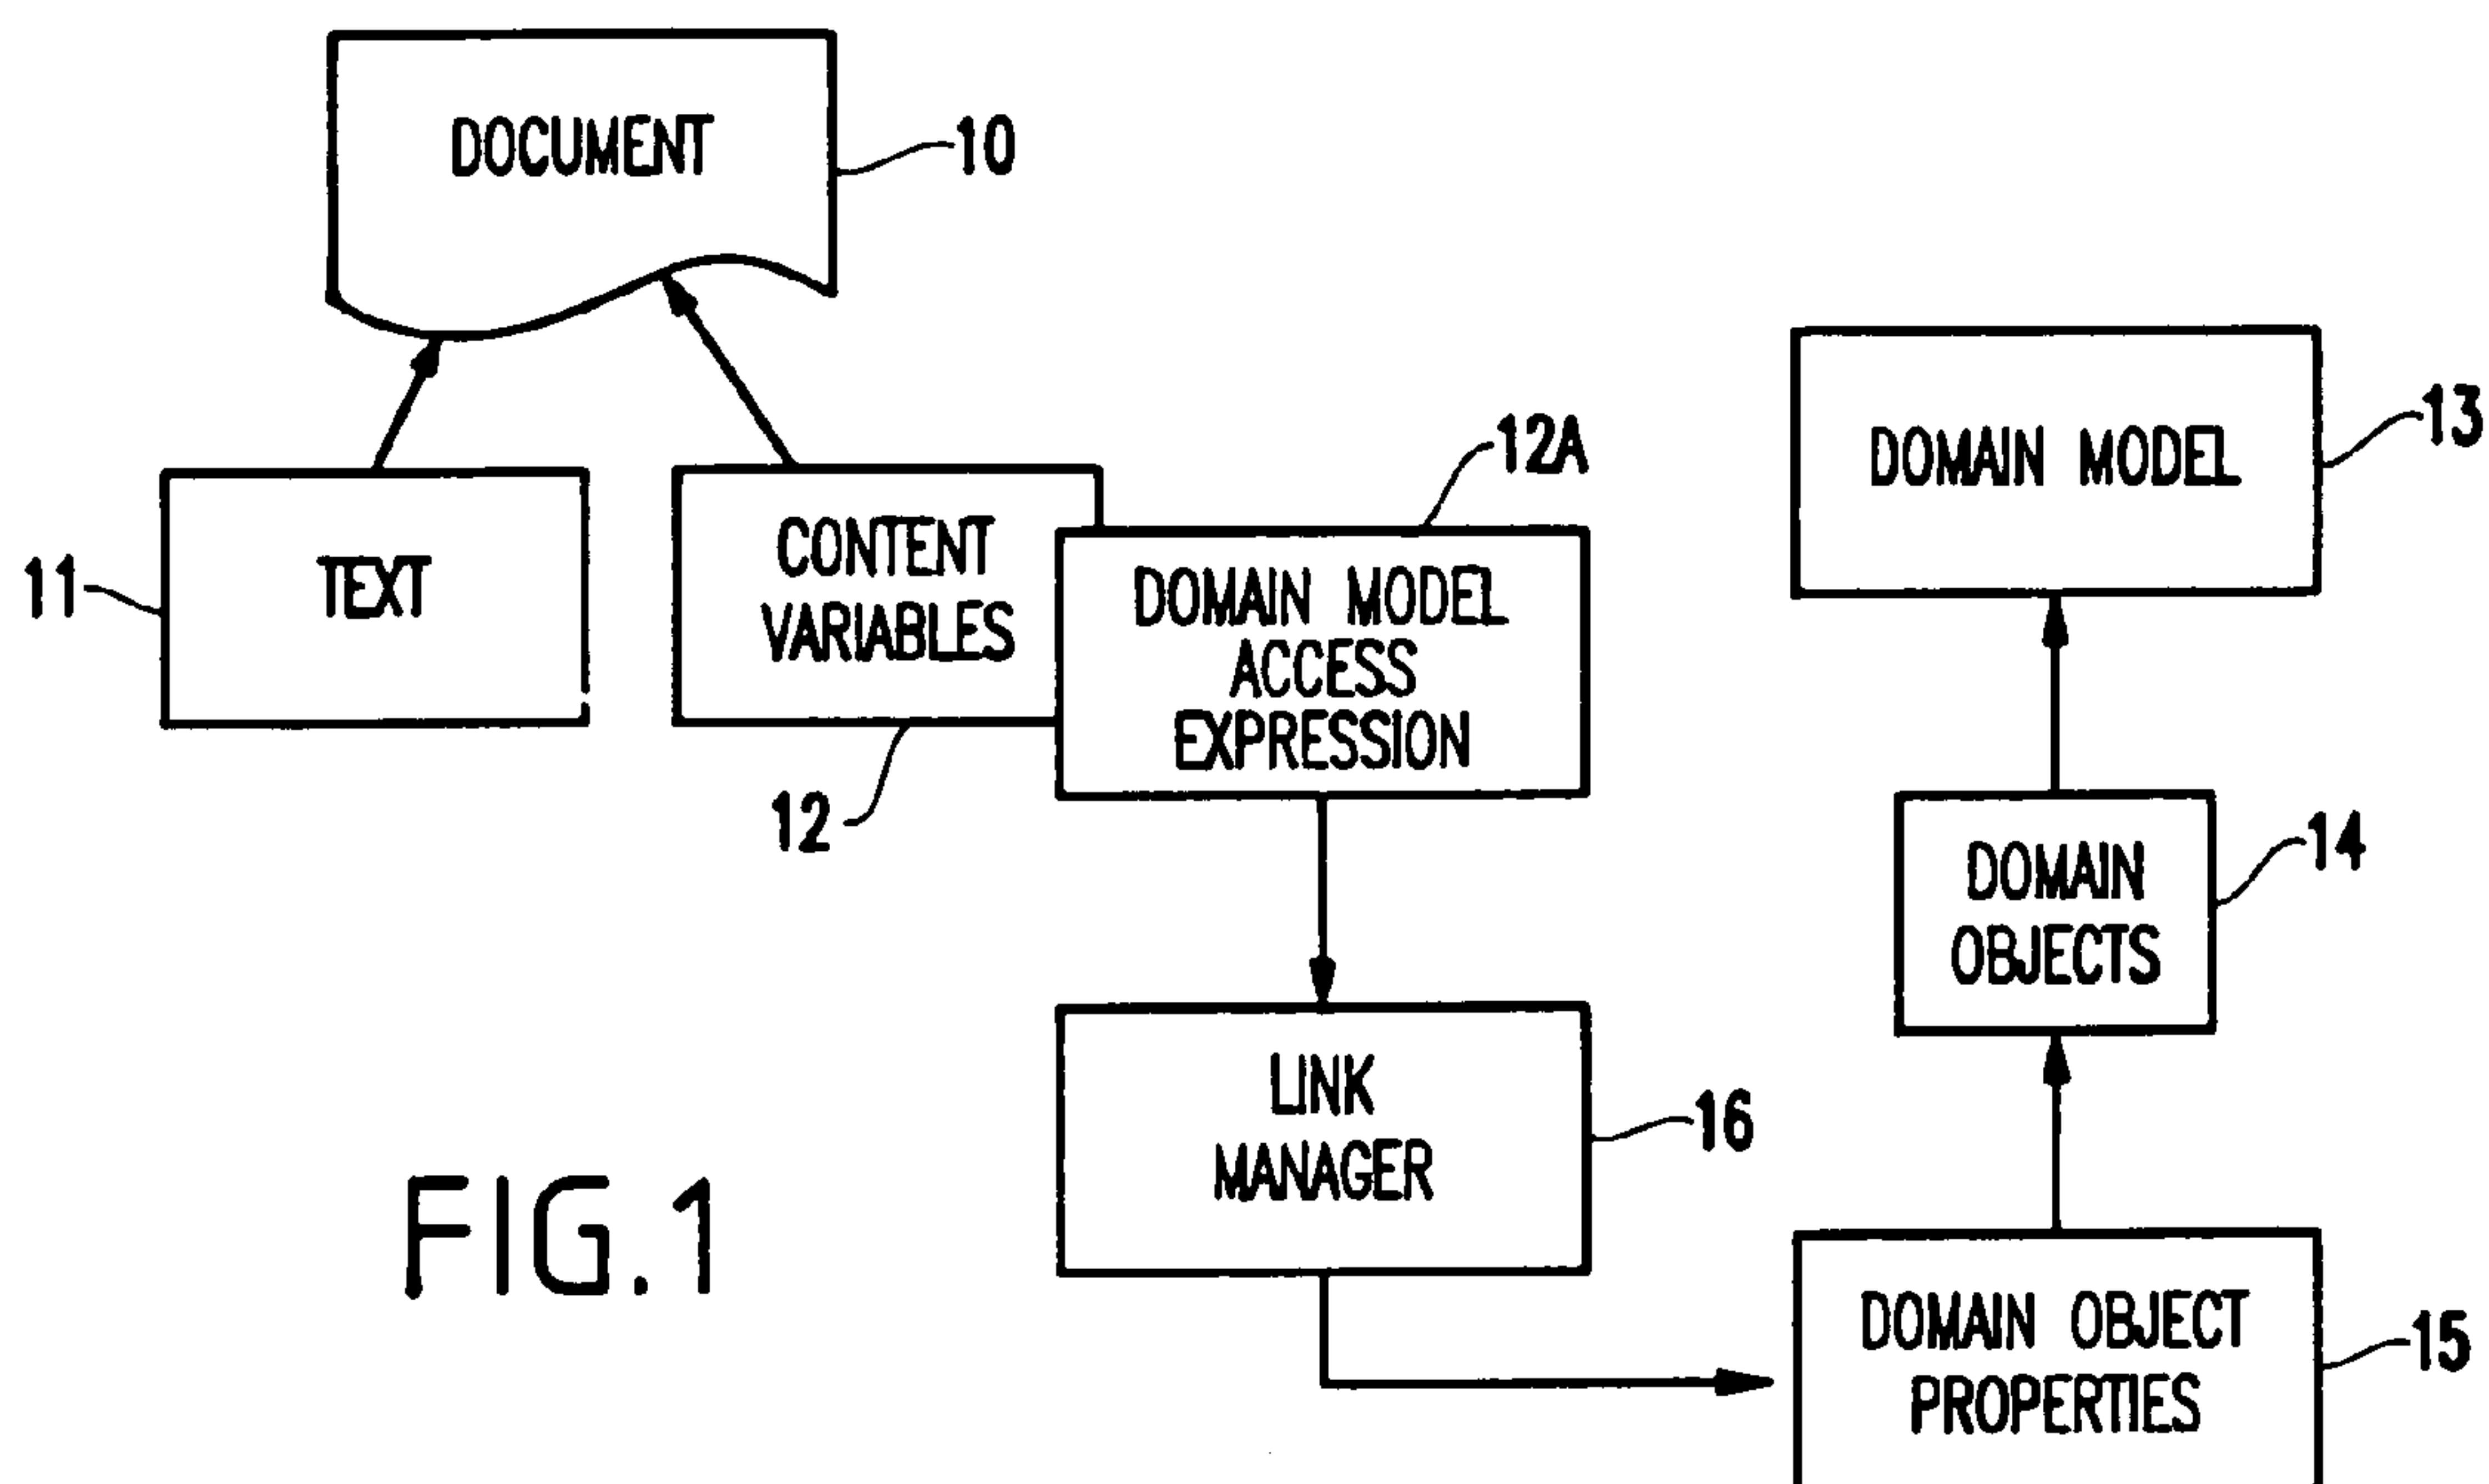 DOCUMENT
10
11
TEXT
CONTENT
VARIABLES
12
12A
DOMAIN MODEL
ACCESS
EXPRESSION
DOMAIN MODEL
13
DOMAIN
OBJECTS
14
LINK
MANAGER
16
DOMAIN OBJECT
PROPERTIES
15
FIG.1